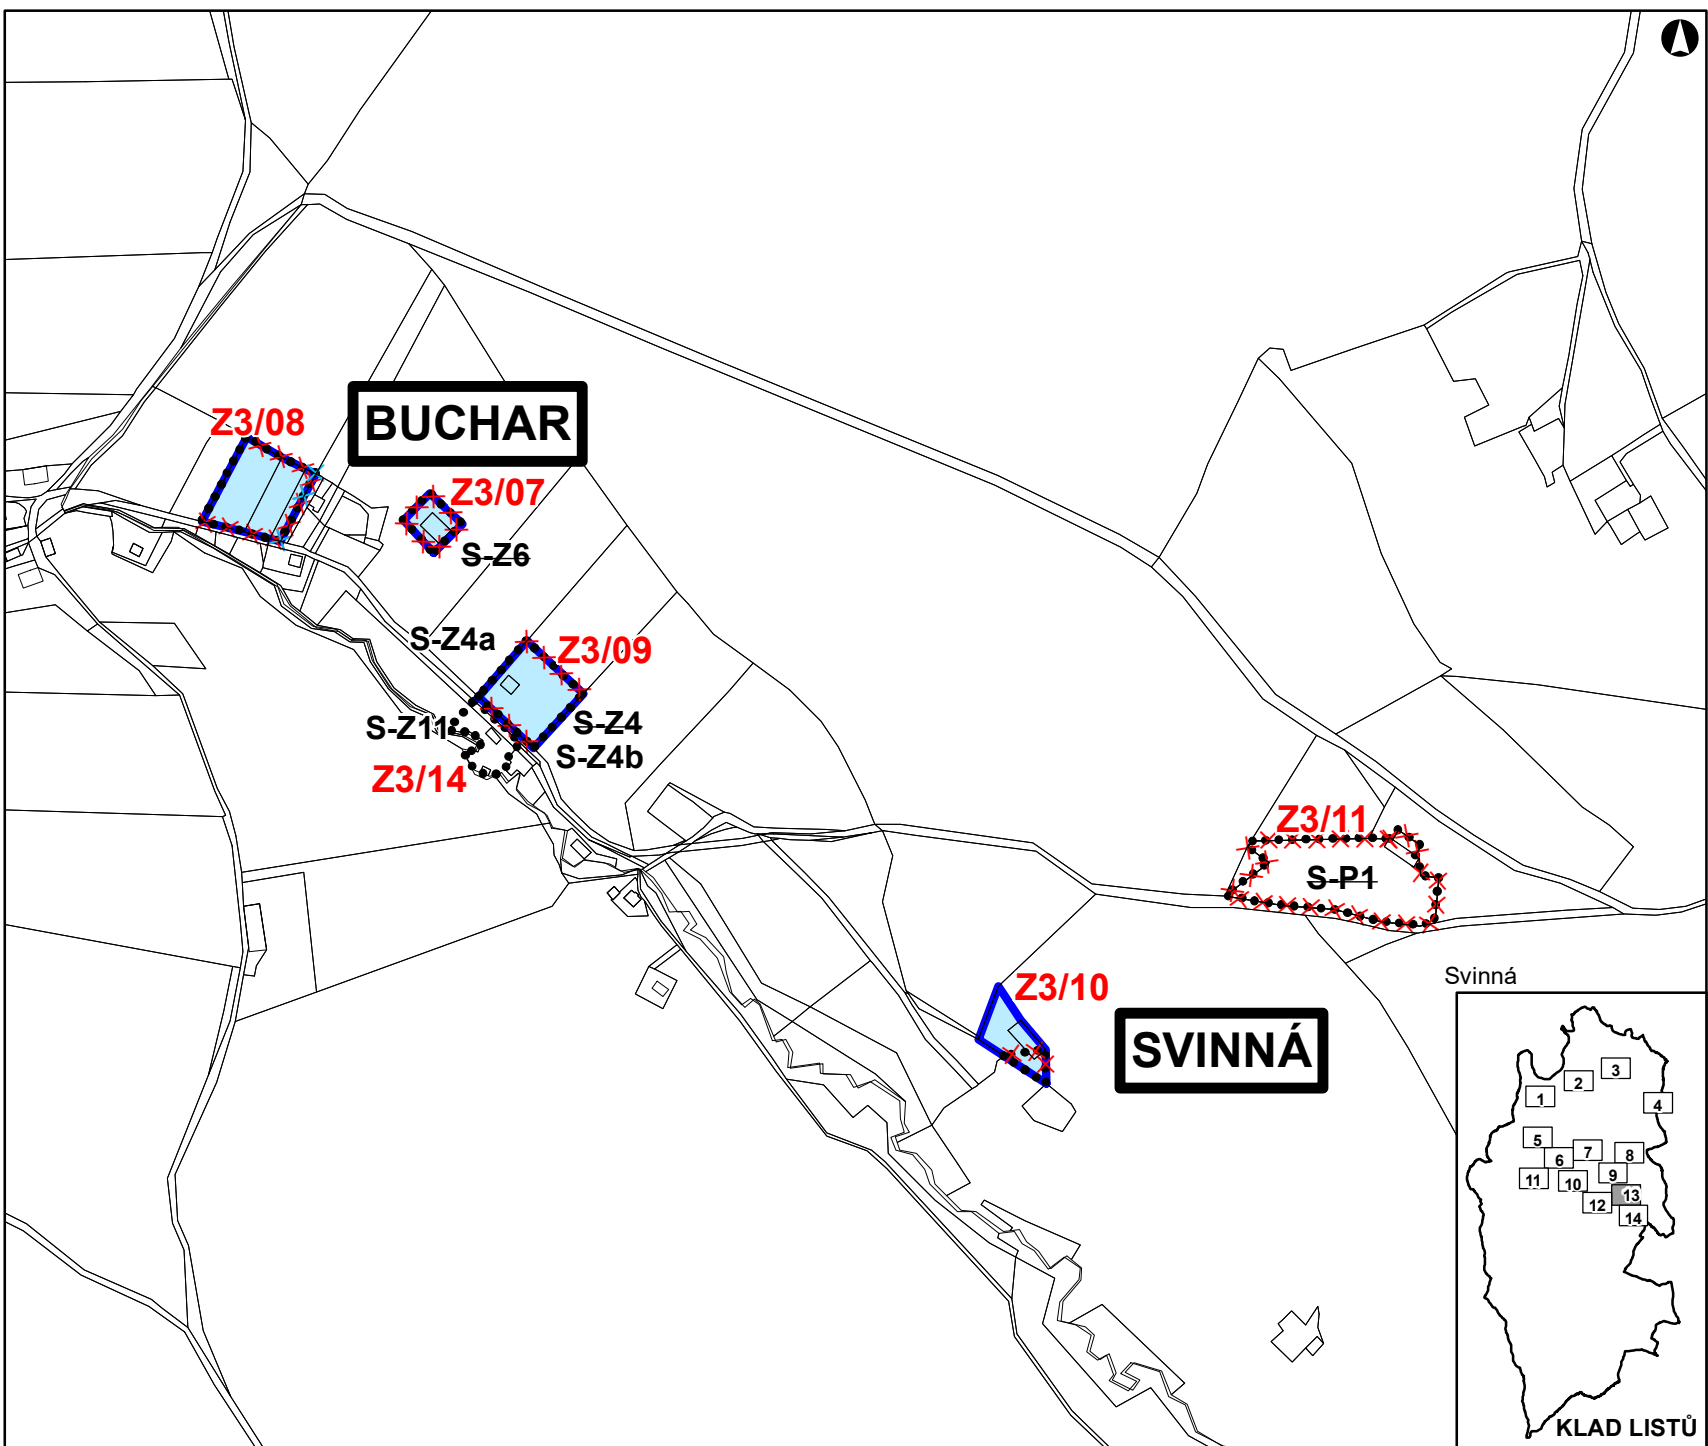 Z3/08
BUCHAR
Z3/07
S-Z6
S-Z4a
Z3/09
S-Z11
S-Z4
S-Z4b
Z3/14
Z3/11
S-P1
Z3/10
SVINNÁ
Svinná
3
2
1
4
5
7
8
6
9
11
10
13
12
14
KLAD LISTŮ